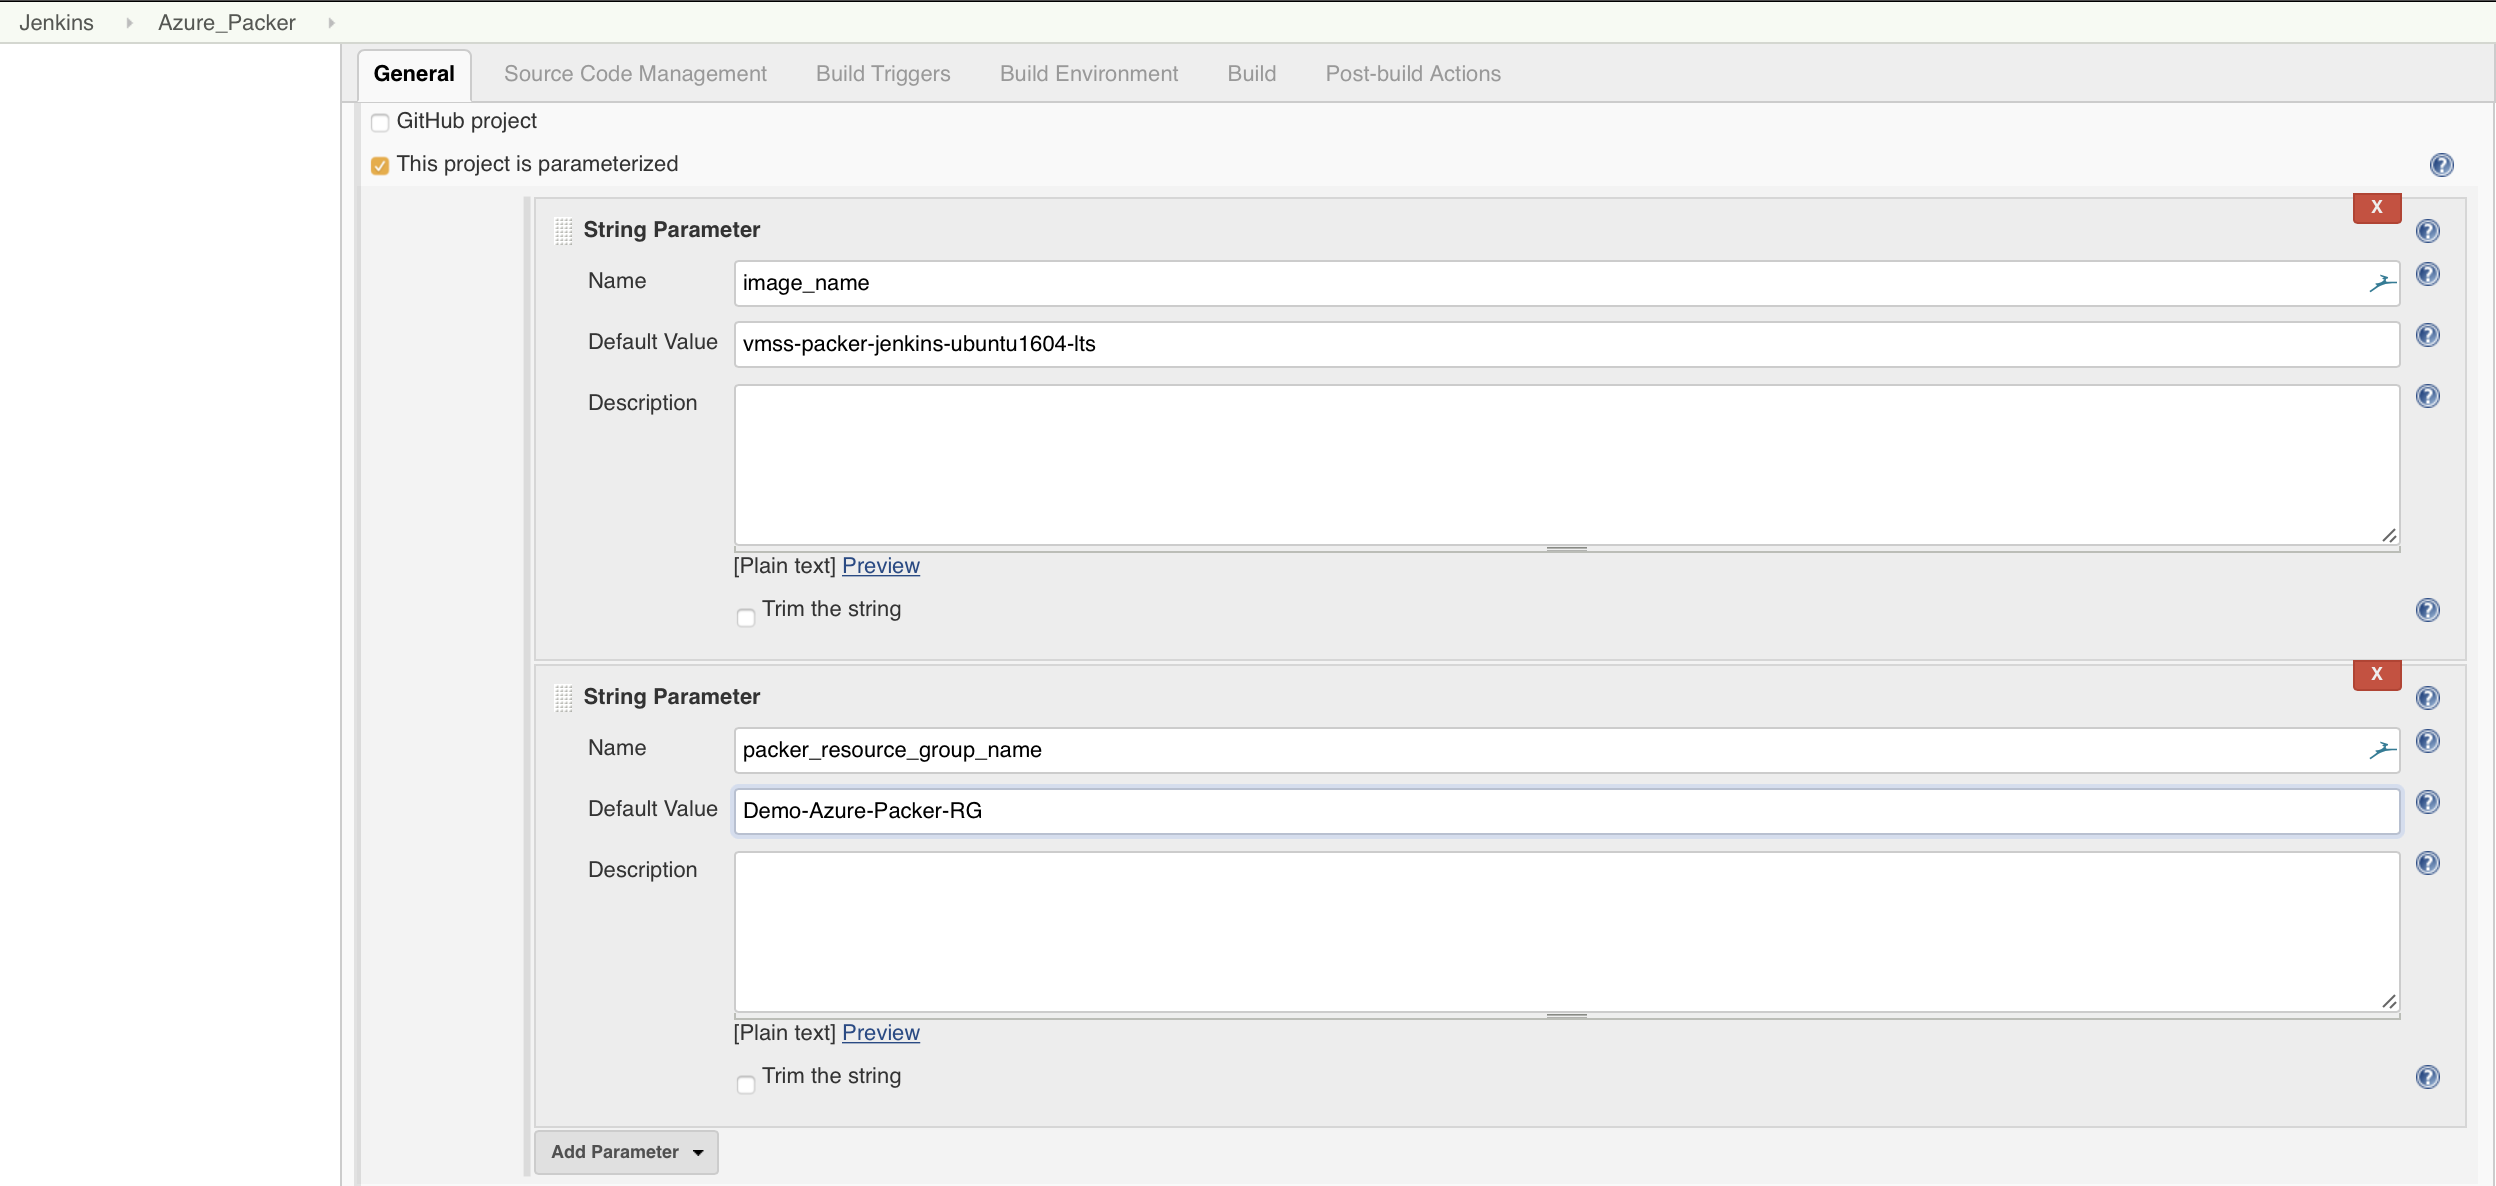 Jenkins Azure_Packer
General Source Code Management Build Triggers Build Environment Build Post-build Actions
GitHub project
This project is parameterized
X
String Parameter
Name image_name
Default Value vmss-packer-jenkins-ubuntu1604-lts
Description
[Plain text] Preview
Trim the string
X
String Parameter
Name packer_resource_group_name
Default Value Demo-Azure-Packer-RG
Description
[Plain text] Preview
Trim the string
Add Parameter